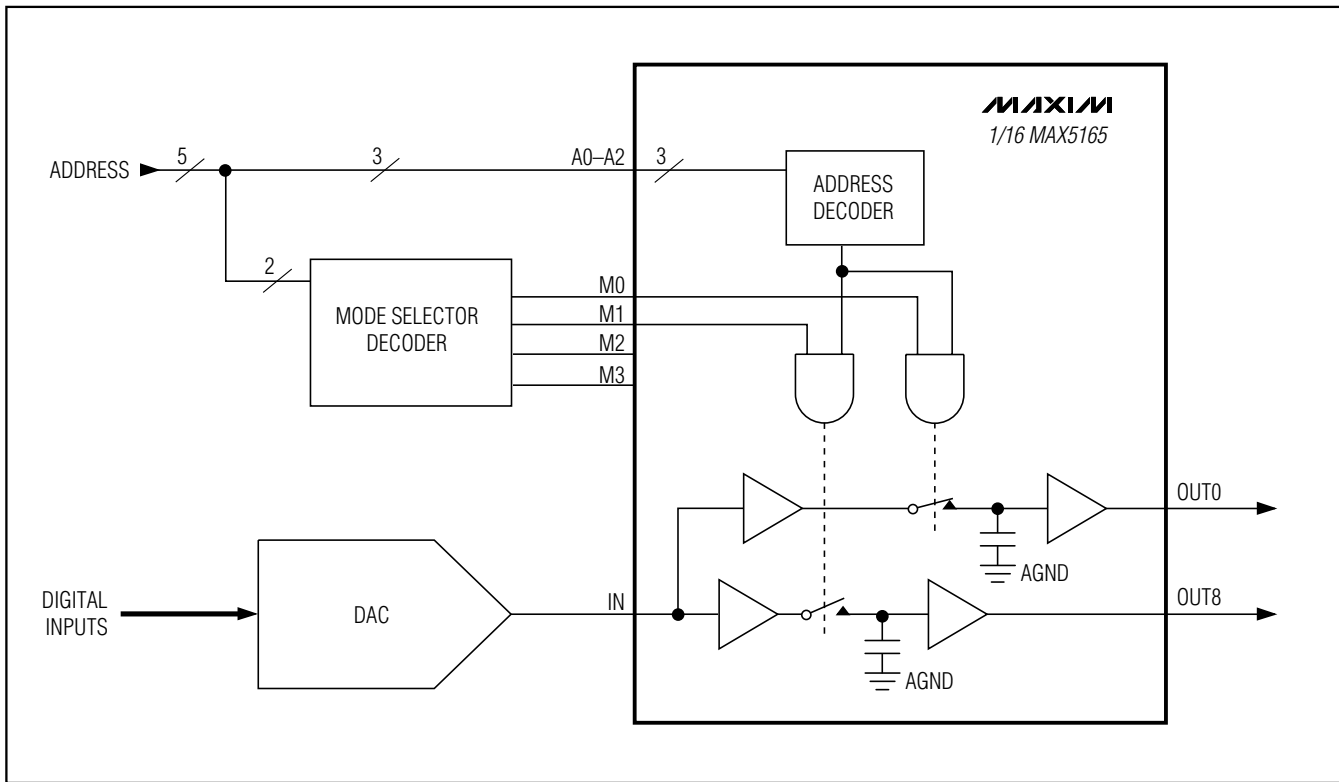 MAXIM
1/16 MAX5165
ADDRESS
5
3
A0–A2
3
ADDRESS
DECODER
2
MODE SELECTOR
DECODER
M0
M1
M2
M3
OUT0
AGND
DIGITAL
INPUTS
DAC
IN
OUT8
AGND